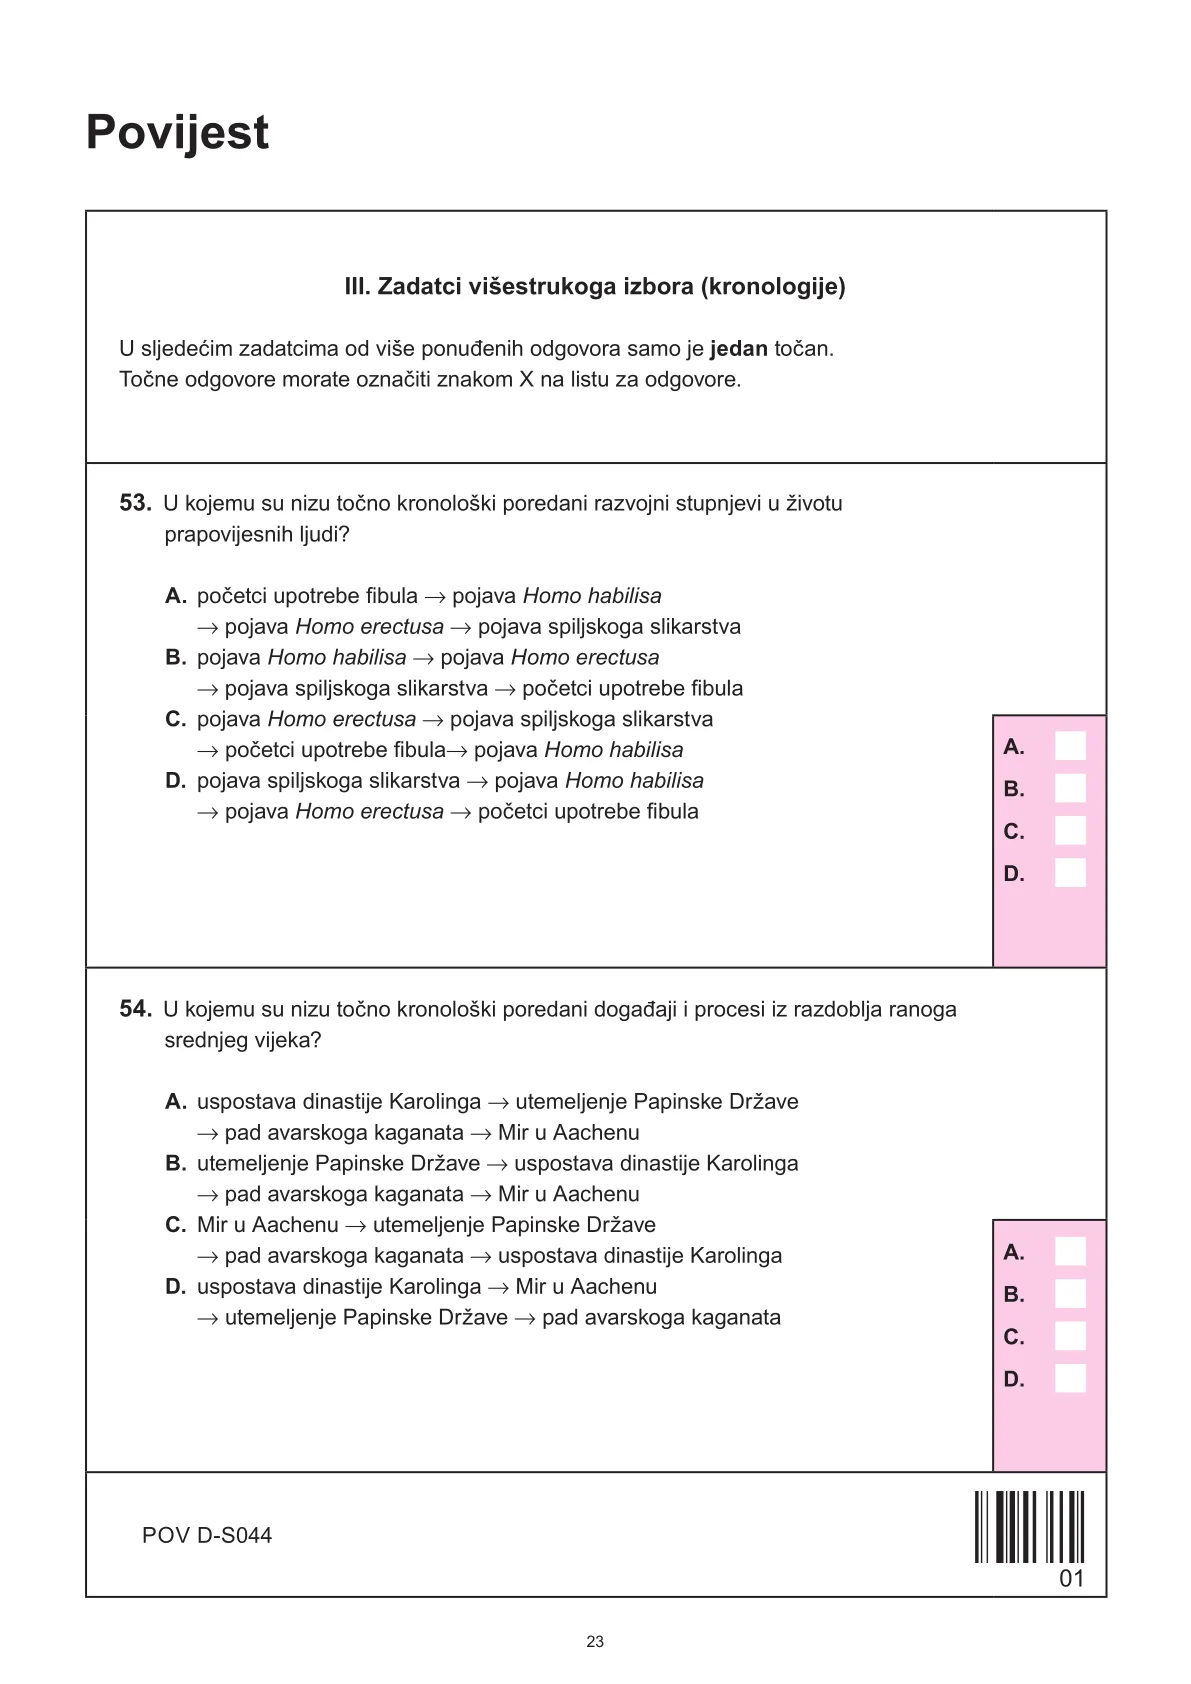 Povijest
III. Zadatci višestrukoga izbora (kronologije)
U sljedećim zadatcima od više ponuđenih odgovora samo je jedan točan.
Točne odgovore morate označiti znakom X na listu za odgovore.
53. U kojemu su nizu točno kronološki poredani razvojni stupnjevi u životu
prapovijesnih ljudi?
A. početci upotrebe fibula → pojava Homo habilisa
→ pojava Homo erectusa → pojava spiljskoga slikarstva
B. pojava Homo habilisa → pojava Homo erectusa
→ pojava spiljskoga slikarstva → početci upotrebe fibula
C. pojava Homo erectusa → pojava spiljskoga slikarstva
→ početci upotrebe fibula→ pojava Homo habilisa
D. pojava spiljskoga slikarstva → pojava Homo habilisa
→ pojava Homo erectusa → početci upotrebe fibula
A.
B.
C.
D.
54. U kojemu su nizu točno kronološki poredani događaji i procesi iz razdoblja ranoga
srednjeg vijeka?
A. uspostava dinastije Karolinga → utemeljenje Papinske Države
→ pad avarskoga kaganata → Mir u Aachenu
B. utemeljenje Papinske Države → uspostava dinastije Karolinga
→ pad avarskoga kaganata → Mir u Aachenu
C. Mir u Aachenu → utemeljenje Papinske Države
→ pad avarskoga kaganata → uspostava dinastije Karolinga
D. uspostava dinastije Karolinga → Mir u Aachenu
→ utemeljenje Papinske Države → pad avarskoga kaganata
A.
B.
C.
D.
POV D-S044
01
23